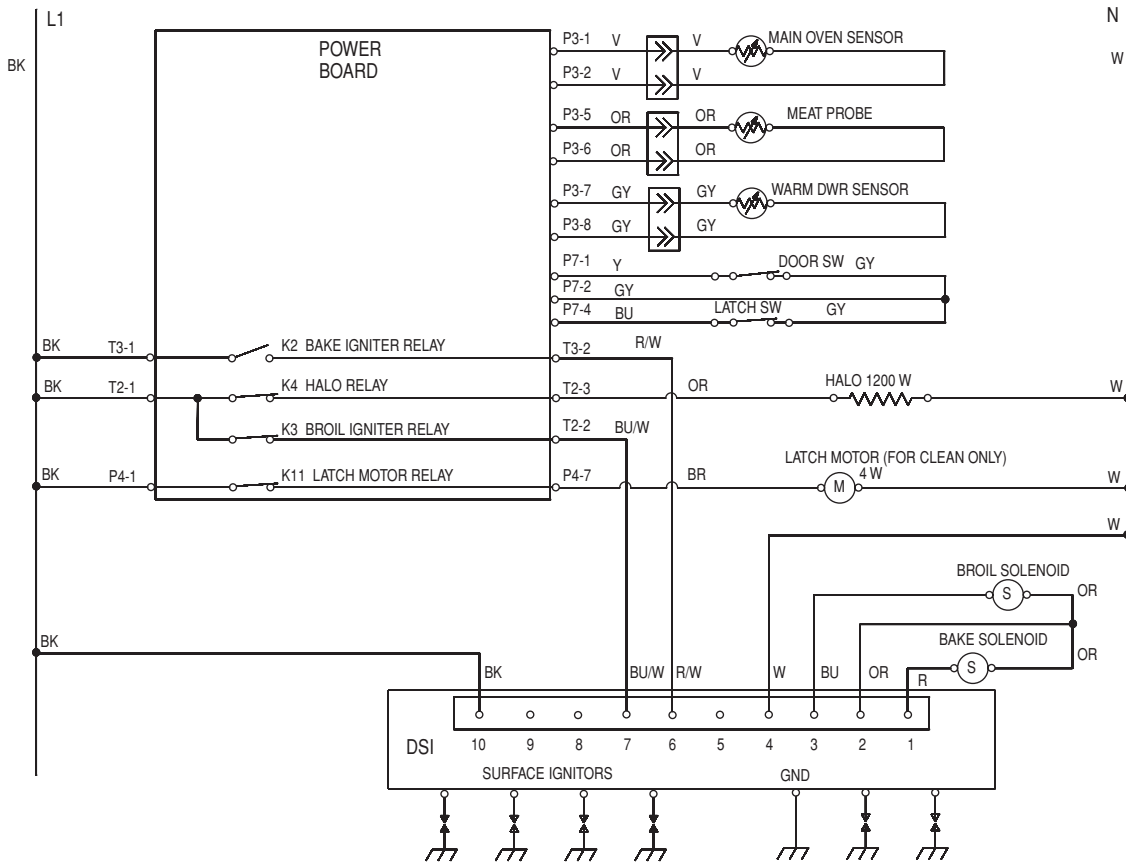 L1
N
BK
W
POWER
BOARD
P3-1 V V MAIN OVEN SENSOR
P3-2 V V
P3-5 OR OR MEAT PROBE
P3-6 OR OR
P3-7 GY GY WARM DWR SENSOR
P3-8 GY GY
P7-1 Y DOOR SW GY
P7-2 GY
P7-4 BU LATCH SW GY
BK T3-1 K2 BAKE IGNITER RELAY T3-2 R/W
BK T2-1 K4 HALO RELAY T2-3 OR HALO 1200 W W
K3 BROIL IGNITER RELAY T2-2 BU/W
LATCH MOTOR (FOR CLEAN ONLY)
4 W
BK P4-1 K11 LATCH MOTOR RELAY P4-7 BR M W
W
BROIL SOLENOID
S OR
BAKE SOLENOID
S OR
BK
BK BU/W R/W W BU OR R
DSI 10 9 8 7 6 5 4 3 2 1
SURFACE IGNITORS GND